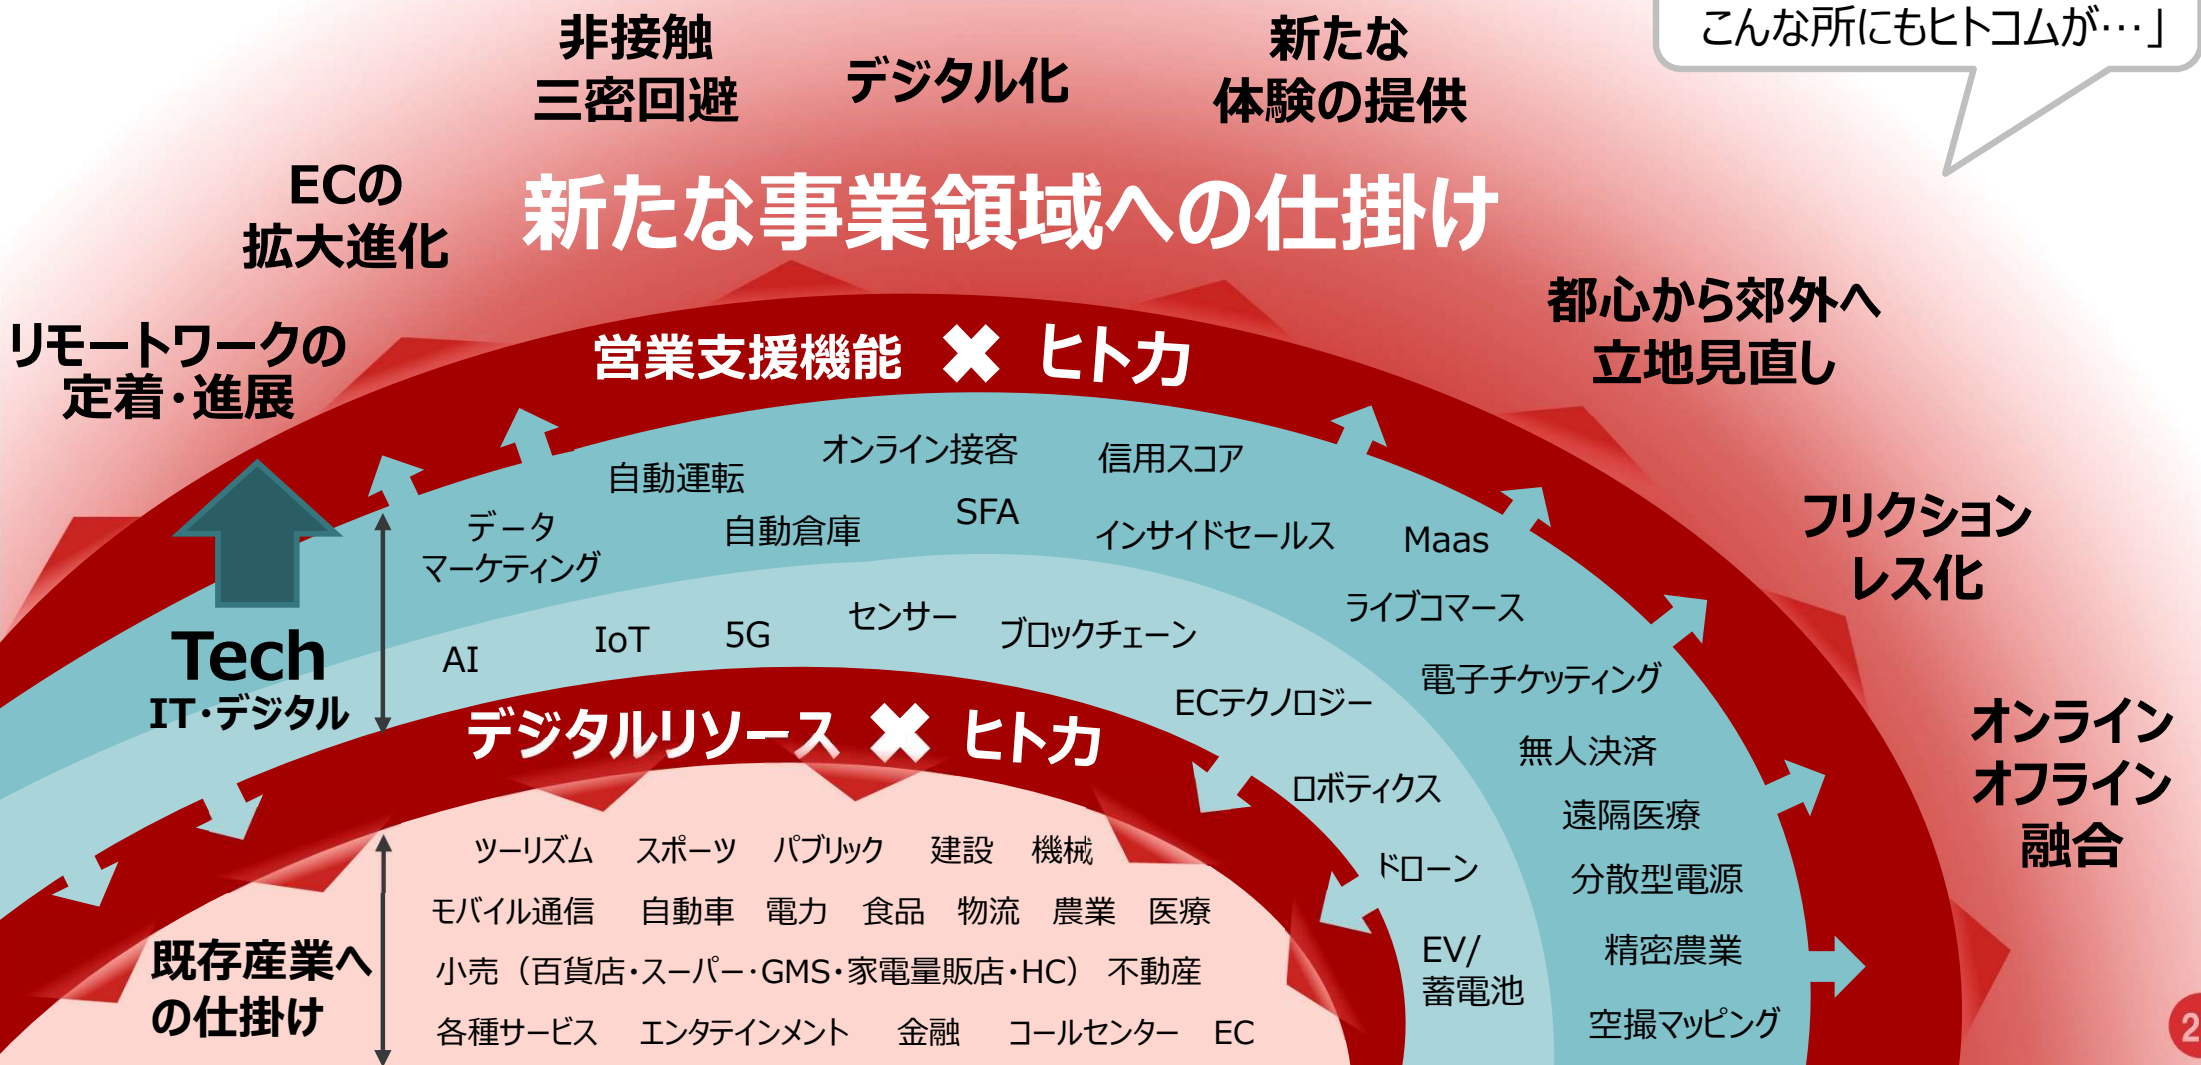 こんな所にもヒトコムが…」
非接触
三密回避
デジタル化
新たな
体験の提供
ECの
拡大進化
新たな事業領域への仕掛け
リモートワークの
定着・進展
都心から郊外へ
立地見直し
フリクション
レス化
オンライン
オフライン
融合
営業支援機能 ✖ ヒト力
自動運転
オンライン接客
信用スコア
データ
マーケティング
自動倉庫
SFA
インサイドセールス
Maas
ライブコマース
電子チケッティング
無人決済
遠隔医療
分散型電源
精密農業
空撮マッピング
Tech
IT・デジタル
AI
IoT
5G
センサー
ブロックチェーン
ECテクノロジー
ロボティクス
ドローン
EV/
蓄電池
デジタルリソース ✖ ヒト力
既存産業へ
の仕掛け
ツーリズム スポーツ パブリック 建設 機械
モバイル通信 自動車 電力 食品 物流 農業 医療
小売（百貨店・スーパー・GMS・家電量販店・HC） 不動産
各種サービス エンタテインメント 金融 コールセンター EC
2